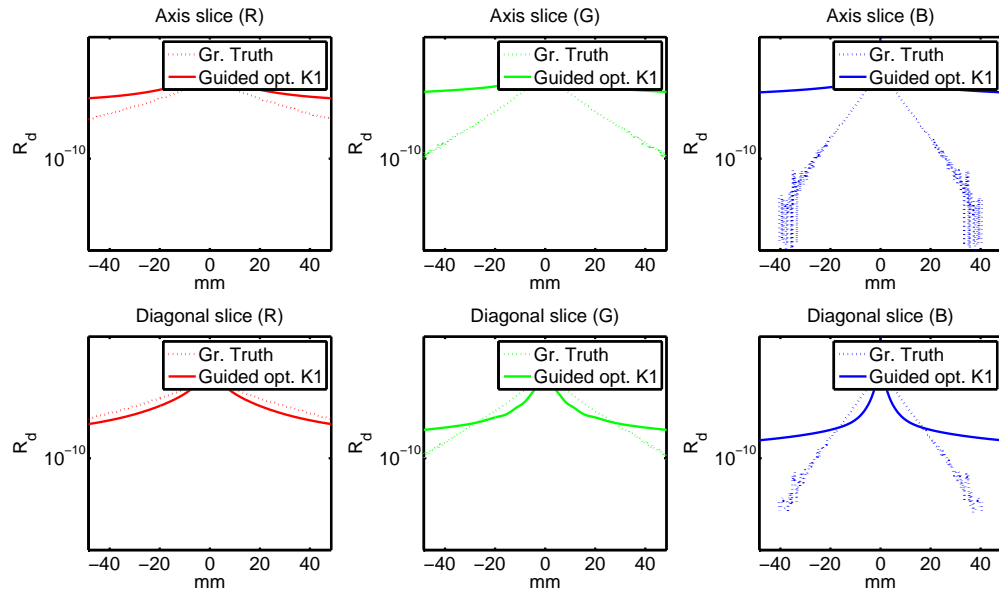 Axis slice (R)
Axis slice (G)
Axis slice (B)
Gr. Truth
Guided opt. K1
Gr. Truth
Guided opt. K1
Gr. Truth
Guided opt. K1
R_d
10^{-10}
R_d
10^{-10}
R_d
10^{-10}
−40 −20 0 20 40
−40 −20 0 20 40
−40 −20 0 20 40
mm
mm
mm
Diagonal slice (R)
Diagonal slice (G)
Diagonal slice (B)
Gr. Truth
Guided opt. K1
Gr. Truth
Guided opt. K1
Gr. Truth
Guided opt. K1
R_d
10^{-10}
R_d
10^{-10}
R_d
10^{-10}
−40 −20 0 20 40
−40 −20 0 20 40
−40 −20 0 20 40
mm
mm
mm